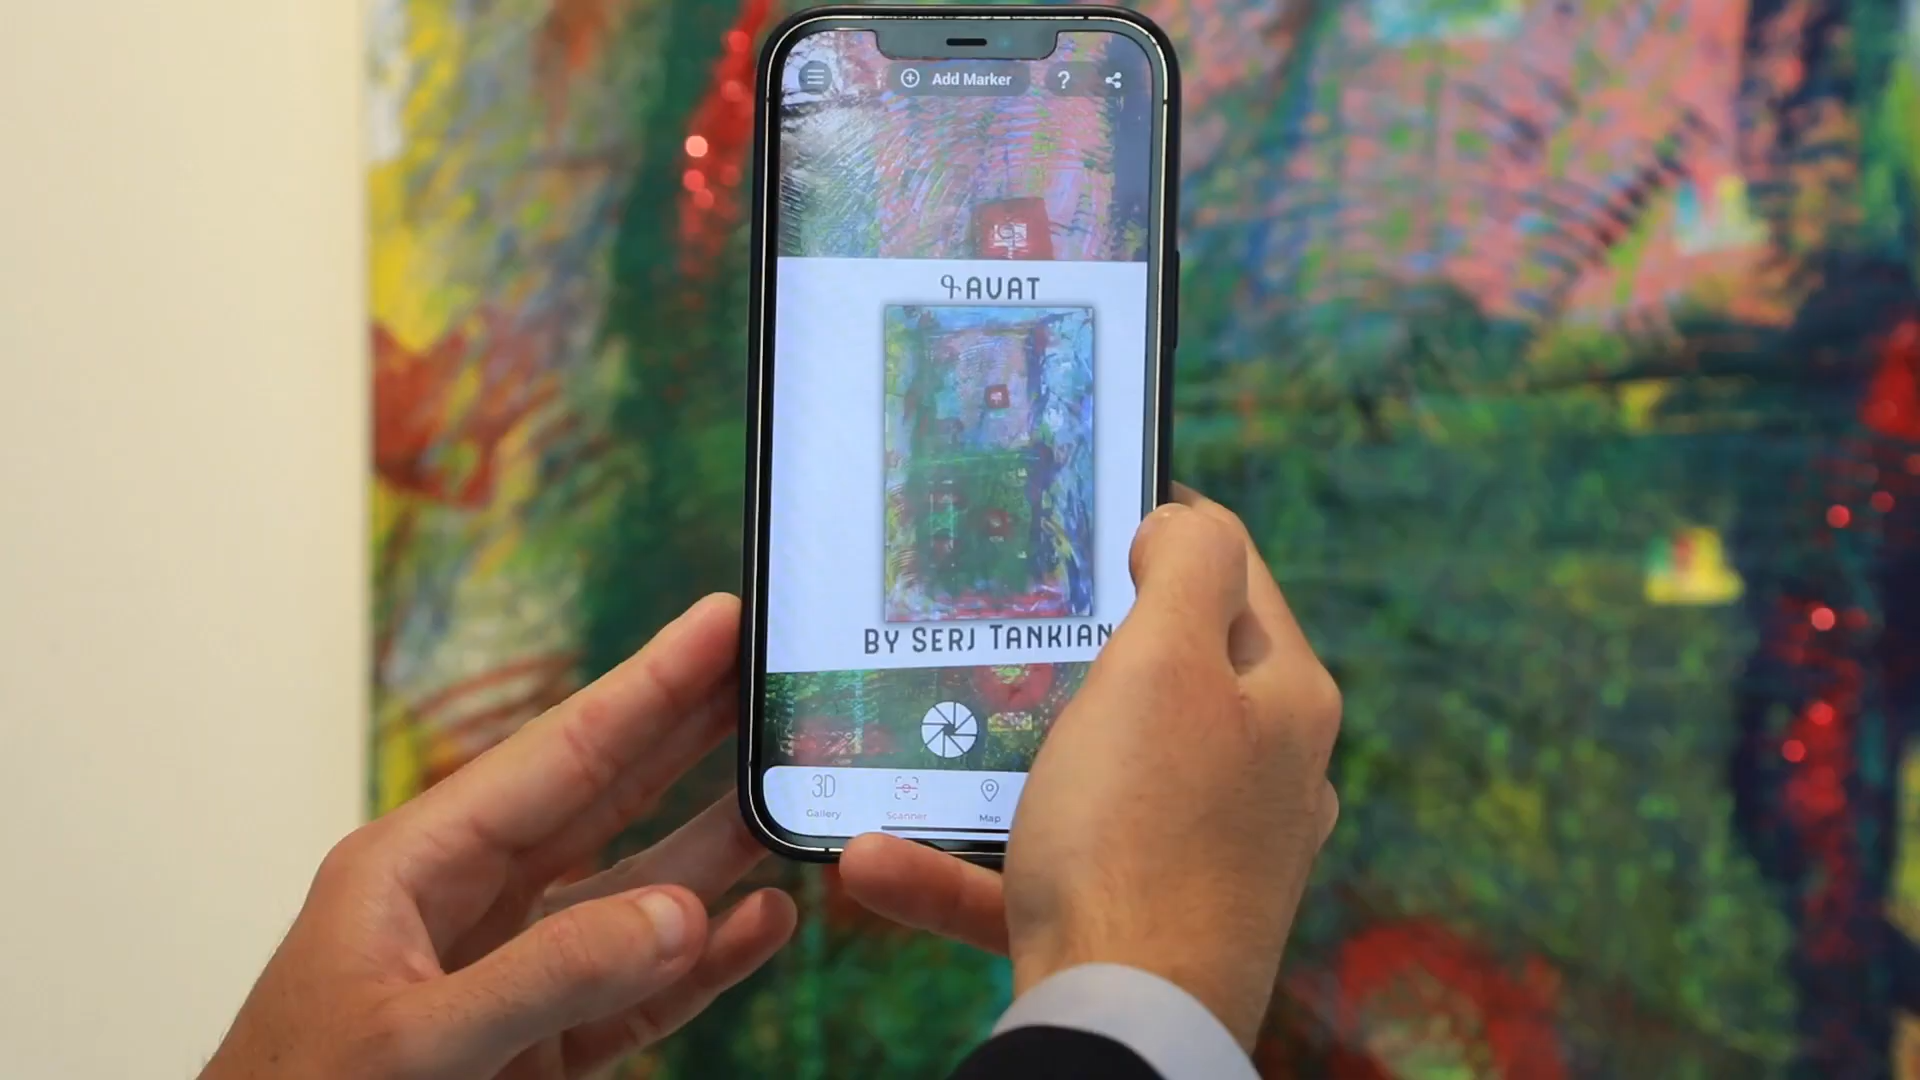 Add Marker ?
ԳAVAT
BY SERJ TANKIAN
3D
Gallery Scanner Map